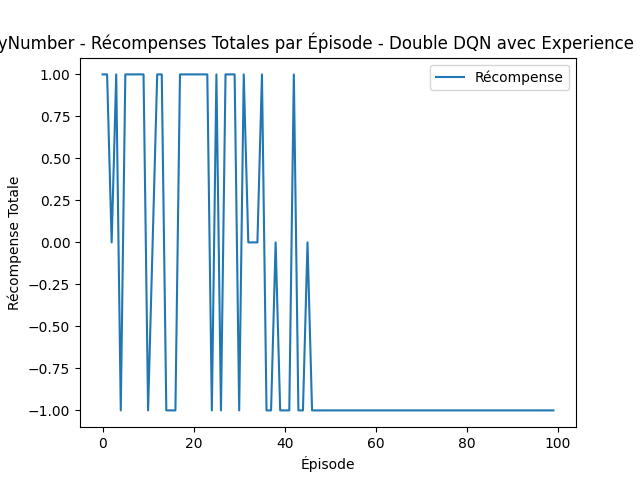 yNumber - Récompenses Totales par Épisode - Double DQN avec Experience
Récompense
1.00
0.75
0.50
0.25
0.00
−0.25
−0.50
−0.75
−1.00
Récompense Totale
0 20 40 60 80 100
Épisode